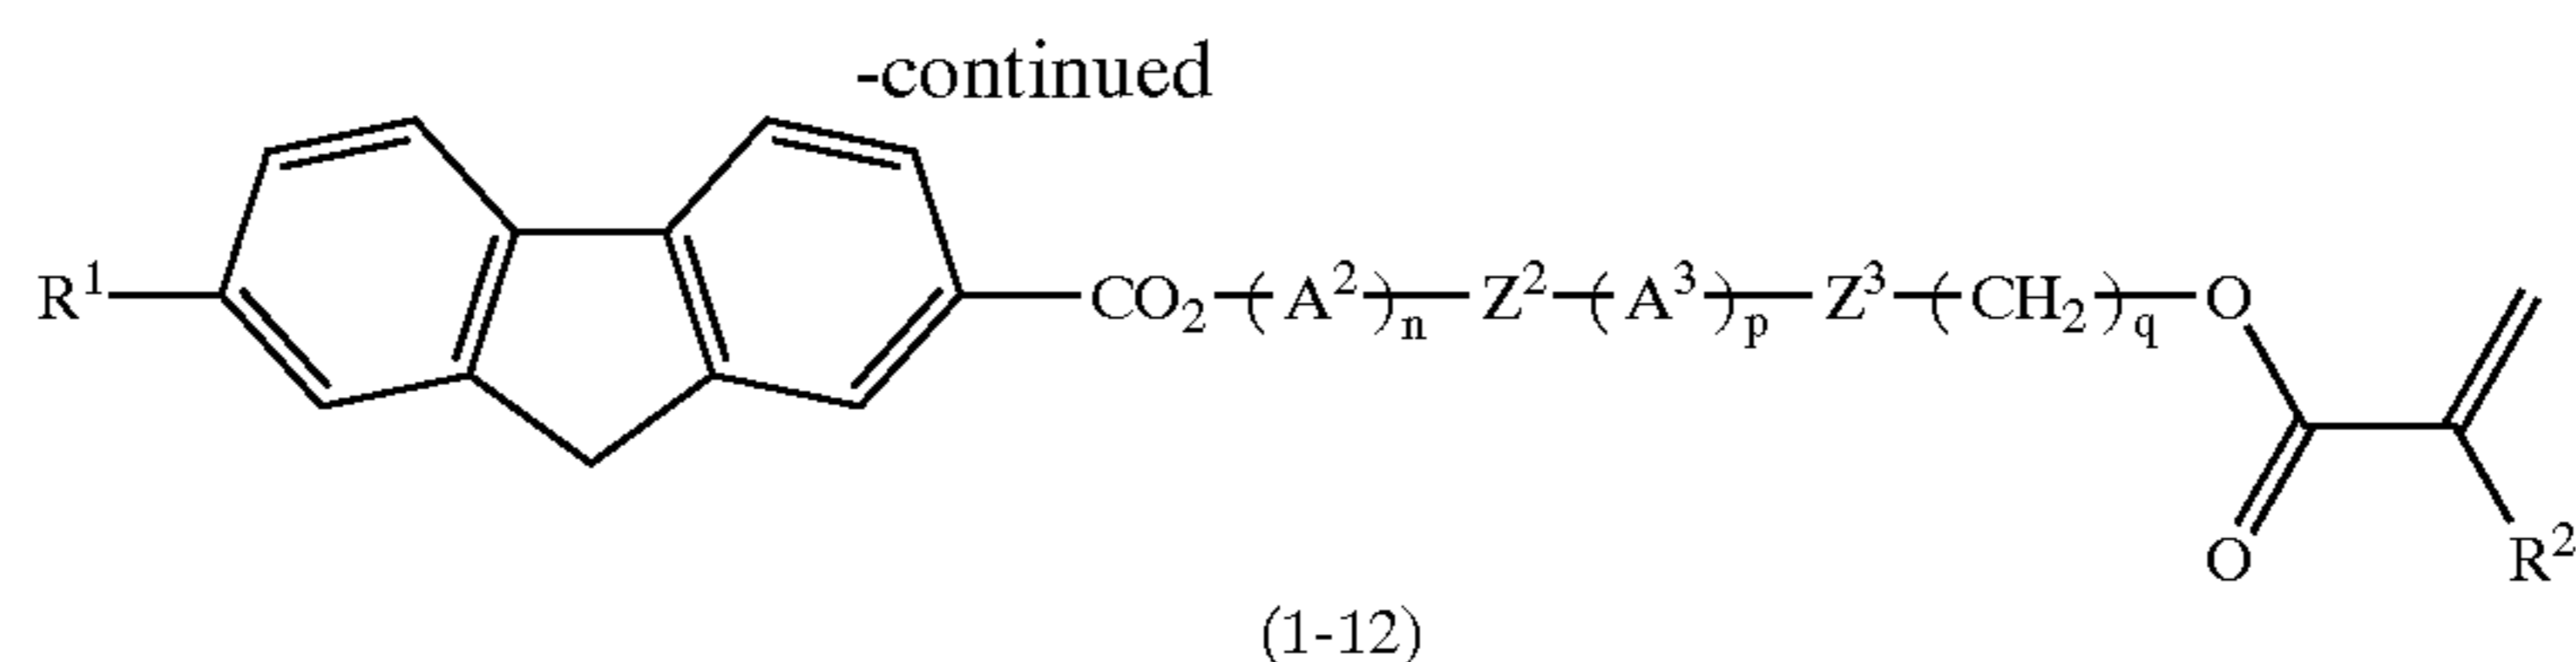 -continued
R¹ CO₂ (A²)ₙ Z² (A³)ₚ Z³ (CH₂)q O
O R²
(1-12)